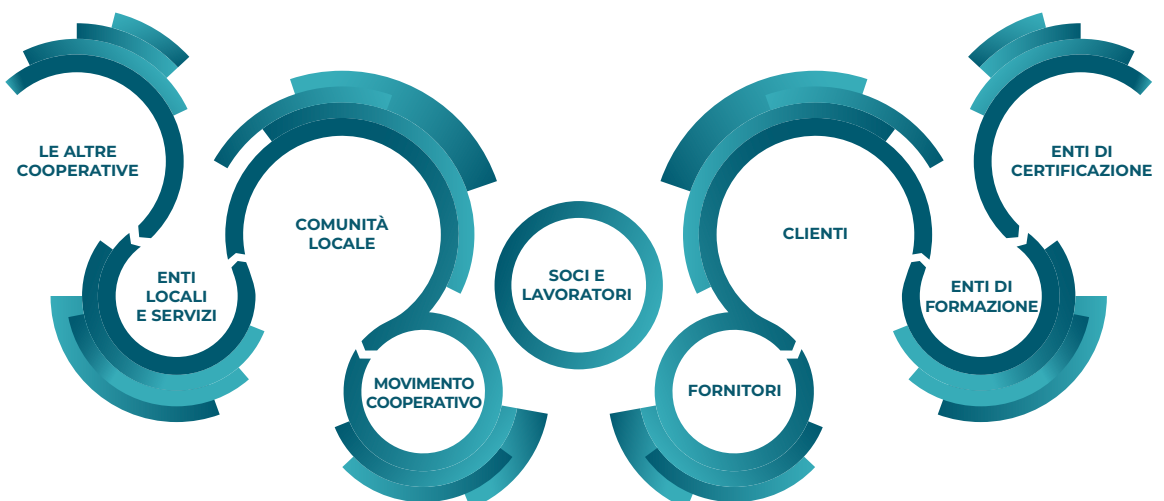 LE ALTRE
COOPERATIVE
ENTI
LOCALI
E SERVIZI
COMUNITÀ
LOCALE
MOVIMENTO
COOPERATIVO
SOCI E
LAVORATORI
FORNITORI
CLIENTI
ENTI DI
FORMAZIONE
ENTI DI
CERTIFICAZIONE